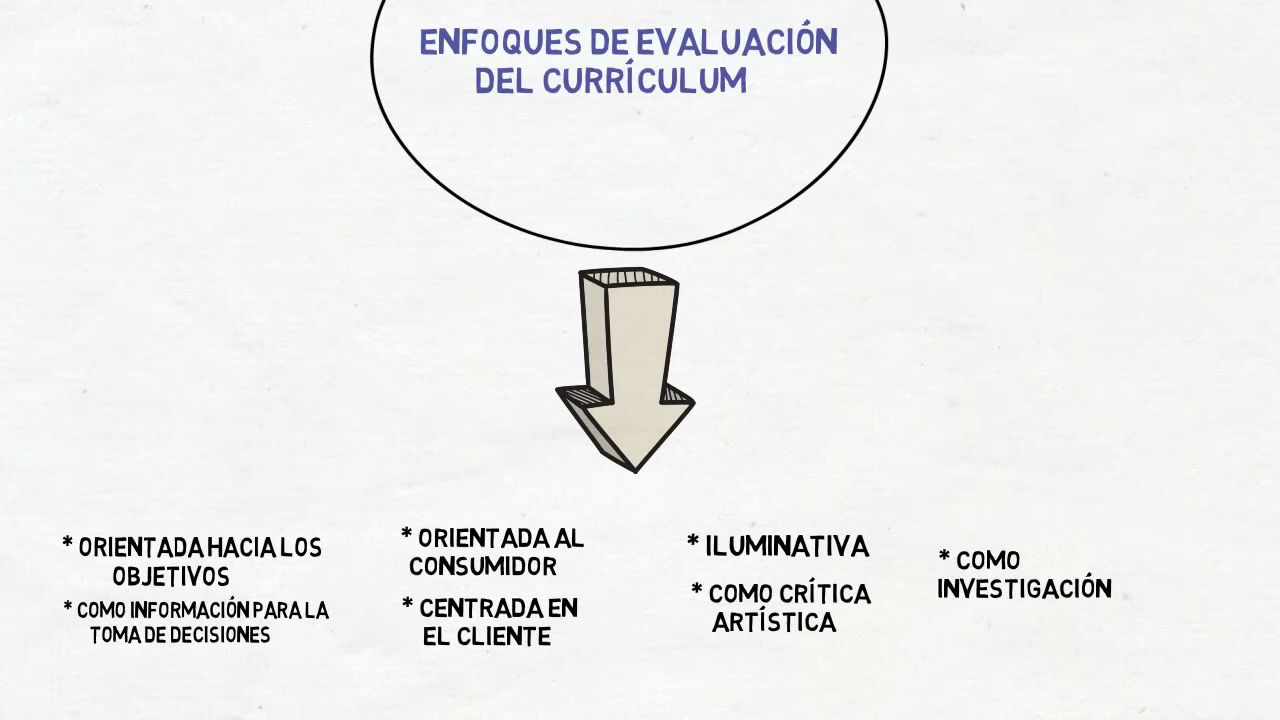 ENFOQUES DE EVALUACIÓN
DEL CURRÍCULUM
* ORIENTADA HACIA LOS
OBJETIVOS
* COMO INFORMACIÓN PARA LA
TOMA DE DECISIONES
* ORIENTADA AL
CONSUMIDOR
* CENTRADA EN
EL CLIENTE
* ILUMINATIVA
* COMO CRÍTICA
ARTÍSTICA
* COMO
INVESTIGACIÓN